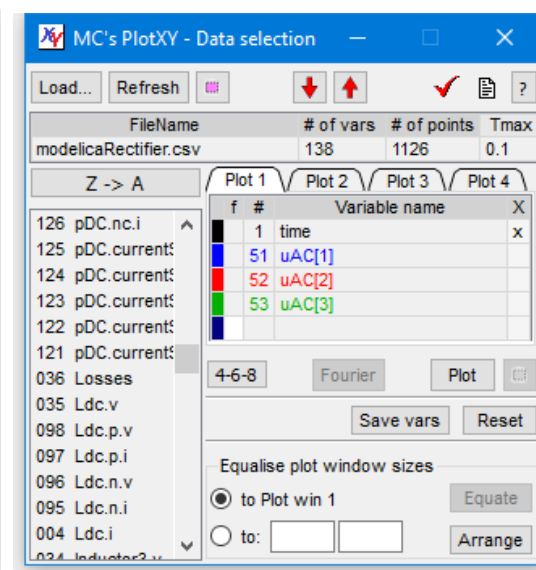 MC's PlotXY - Data selection
Load... Refresh ?
FileName # of vars # of points Tmax
modelicaRectifier.csv 138 1126 0.1
Z -> A
Plot 1 Plot 2 Plot 3 Plot 4
f # Variable name X
1 time x
51 uAC[1]
52 uAC[2]
53 uAC[3]
126 pDC.nc.i
125 pDC.current
124 pDC.current
123 pDC.current
122 pDC.current
121 pDC.current
036 Losses
035 Ldc.v
098 Ldc.p.v
097 Ldc.p.i
096 Ldc.n.v
095 Ldc.n.i
004 Ldc.i
034 Inductor3.v
4-6-8 Fourier Plot
Save vars Reset
Equalise plot window sizes
to Plot win 1 Equate
to: Arrange